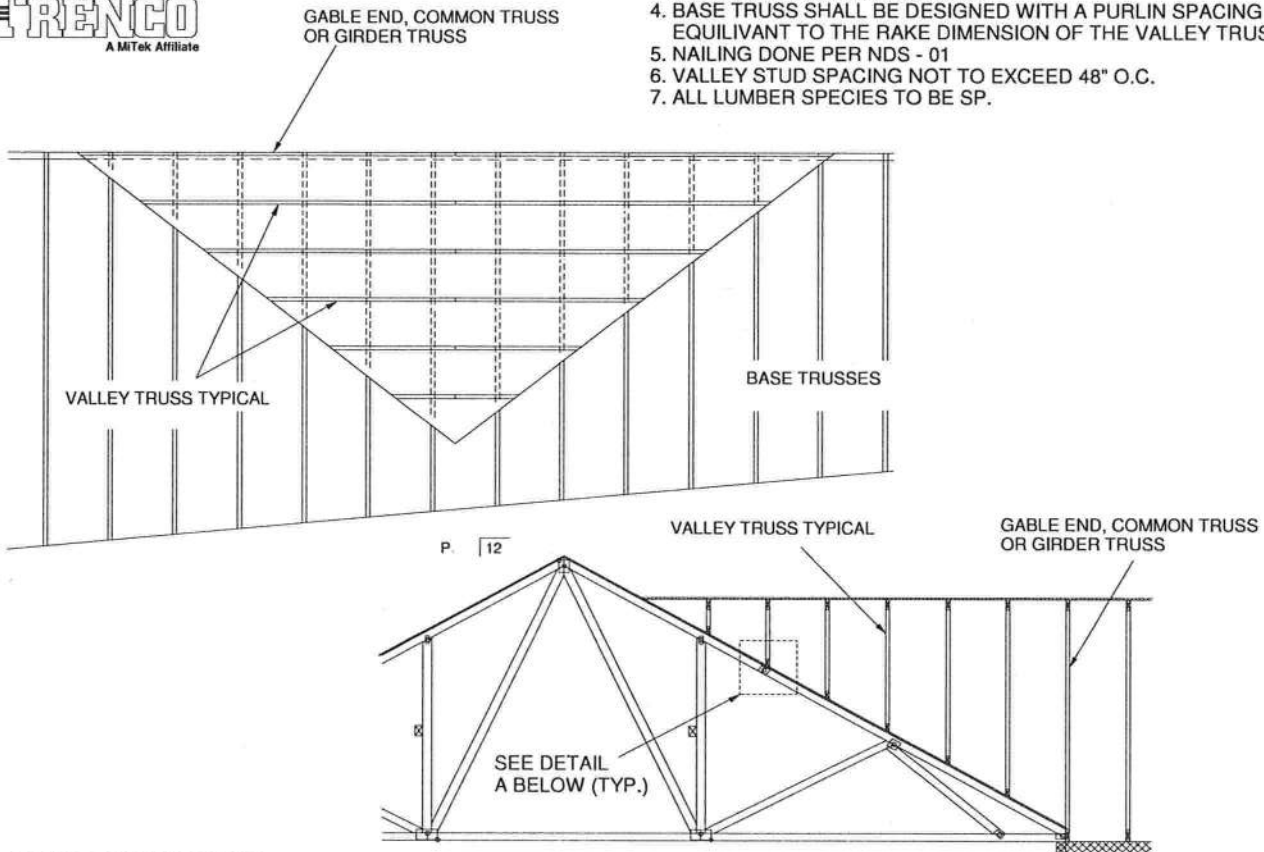 TRENCO
A MiTek Affiliate
GABLE END, COMMON TRUSS
OR GIRDER TRUSS
4. BASE TRUSS SHALL BE DESIGNED WITH A PURLIN SPACING
EQUILIVANT TO THE RAKE DIMENSION OF THE VALLEY TRUS
5. NAILING DONE PER NDS - 01
6. VALLEY STUD SPACING NOT TO EXCEED 48" O.C.
7. ALL LUMBER SPECIES TO BE SP.
VALLEY TRUSS TYPICAL
BASE TRUSSES
P 12
VALLEY TRUSS TYPICAL
GABLE END, COMMON TRUSS
OR GIRDER TRUSS
SEE DETAIL
A BELOW (TYP.)